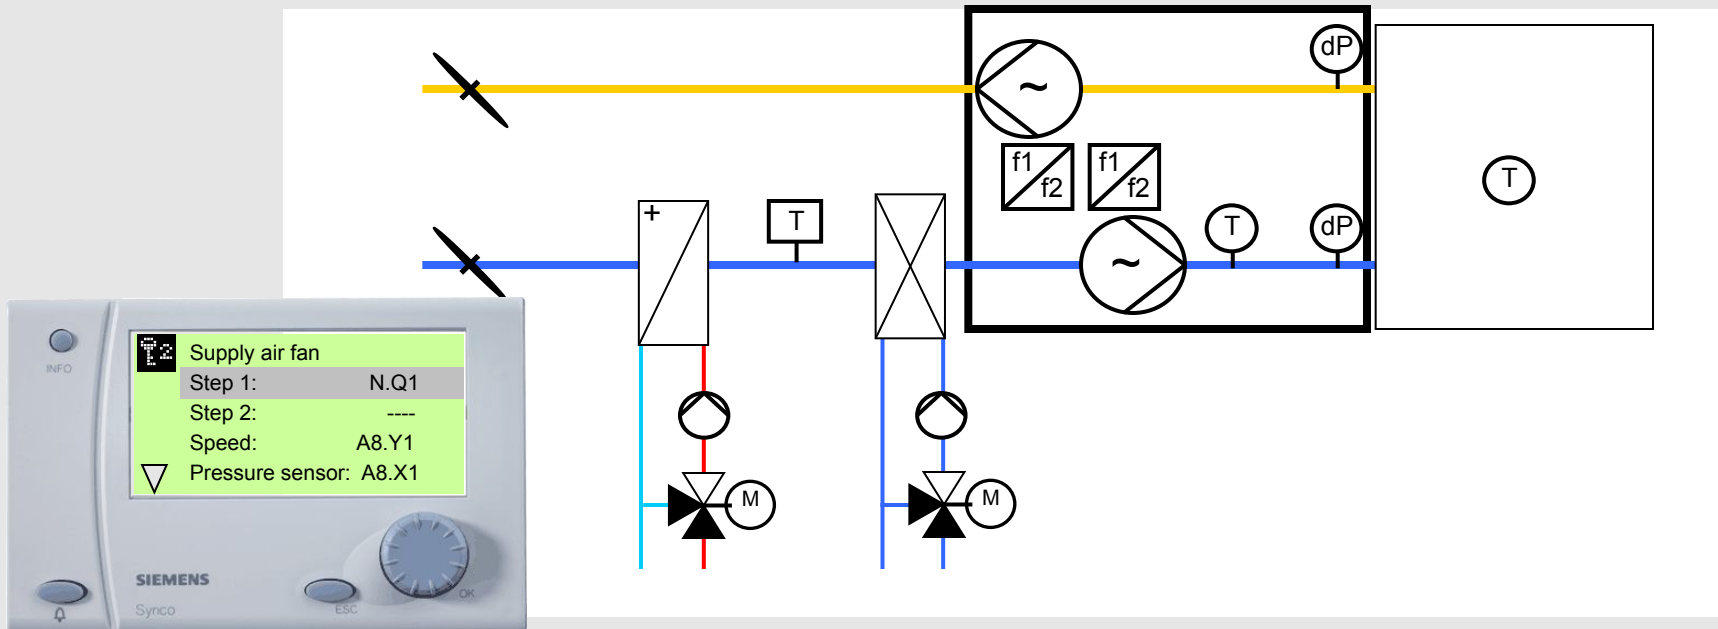 dP
~
f1
f2
f1
f2
T
+
T
T
dP
~
INFO
2
Supply air fan
Step 1: N.Q1
Step 2: ----
Speed: A8.Y1
Pressure sensor: A8.X1
M
M
SIEMENS
Synco
ESC
OK